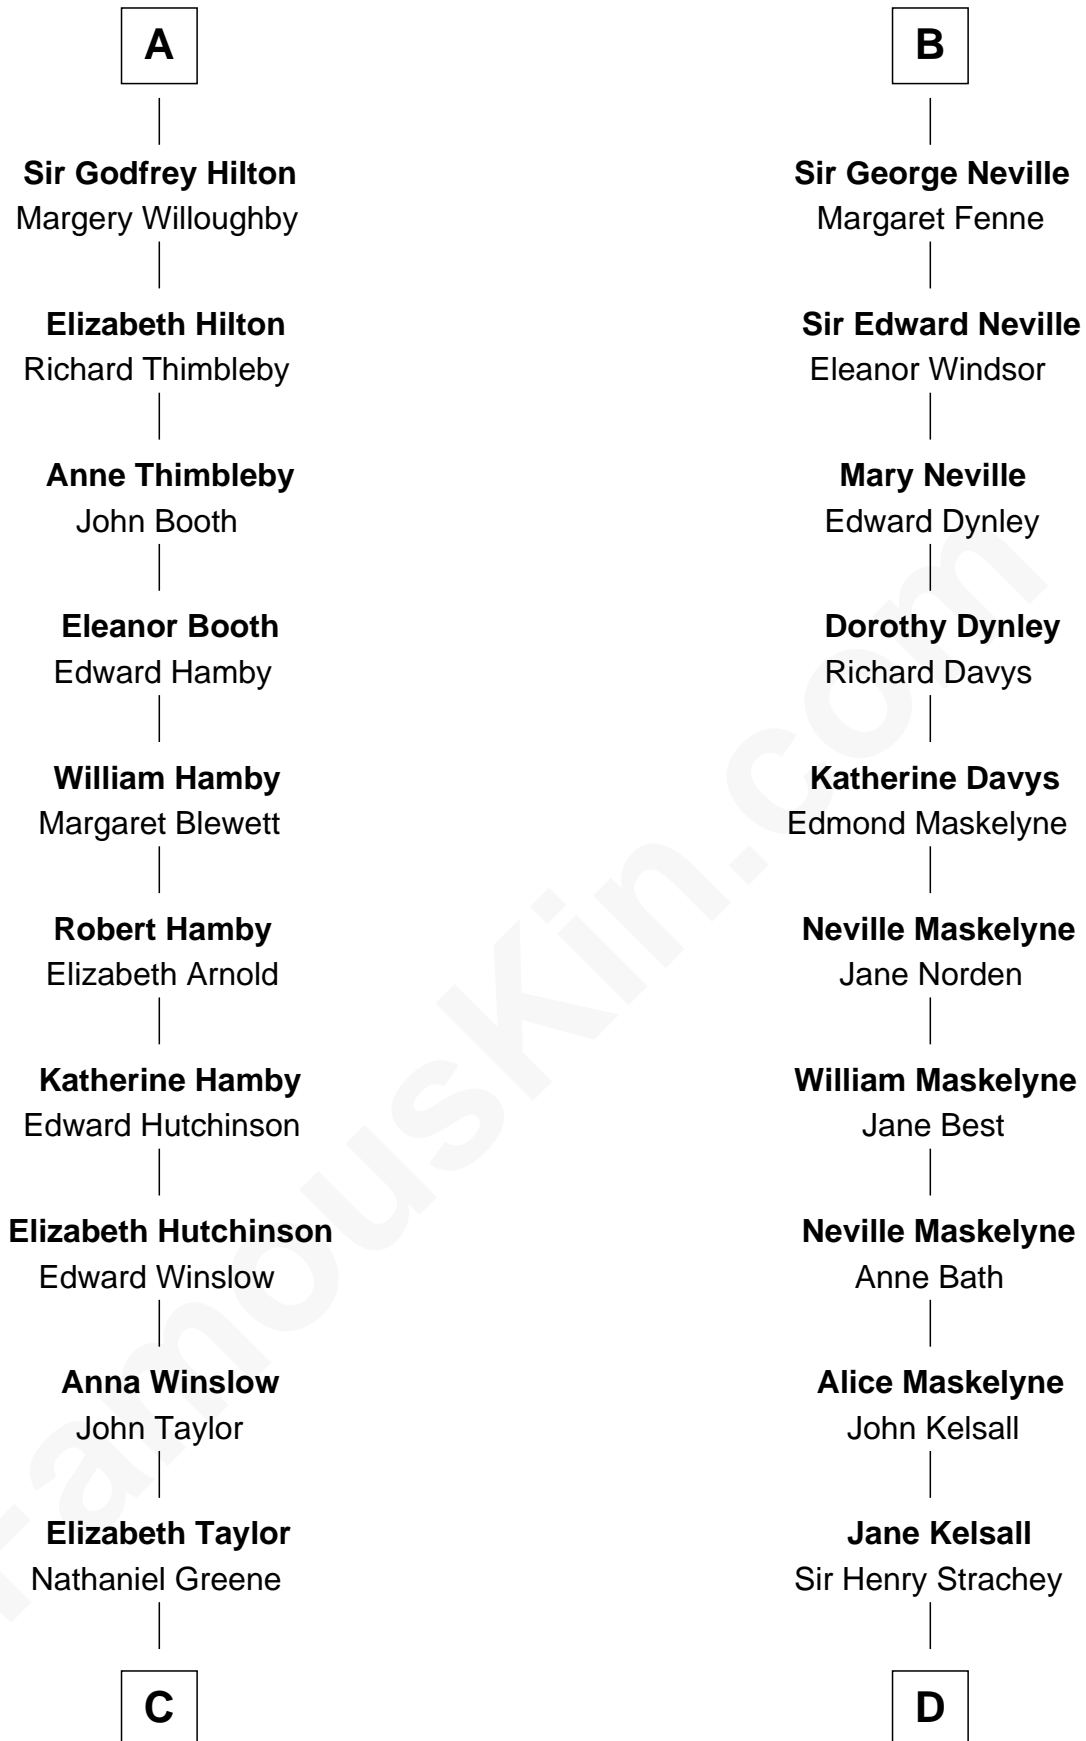 A
Sir Godfrey Hilton
Margery Willoughby
Elizabeth Hilton
Richard Thimbleby
Anne Thimbleby
John Booth
Eleanor Booth
Edward Hamby
William Hamby
Margaret Blewett
Robert Hamby
Elizabeth Arnold
Katherine Hamby
Edward Hutchinson
Elizabeth Hutchinson
Edward Winslow
Anna Winslow
John Taylor
Elizabeth Taylor
Nathaniel Greene
C
B
Sir George Neville
Margaret Fenne
Sir Edward Neville
Eleanor Windsor
Mary Neville
Edward Dynley
Dorothy Dynley
Richard Davys
Katherine Davys
Edmond Maskelyne
Neville Maskelyne
Jane Norden
William Maskelyne
Jane Best
Neville Maskelyne
Anne Bath
Alice Maskelyne
John Kelsall
Jane Kelsall
Sir Henry Strachey
D
FamousKin.com